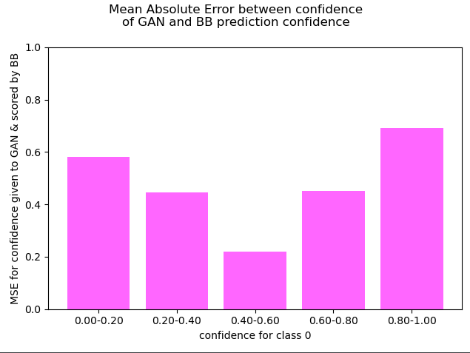 Mean Absolute Error between confidence
of GAN and BB prediction confidence
MSE for confidence given to GAN & scored by BB
1.0
0.8
0.6
0.4
0.2
0.0
0.00-0.20 0.20-0.40 0.40-0.60 0.60-0.80 0.80-1.00
confidence for class 0